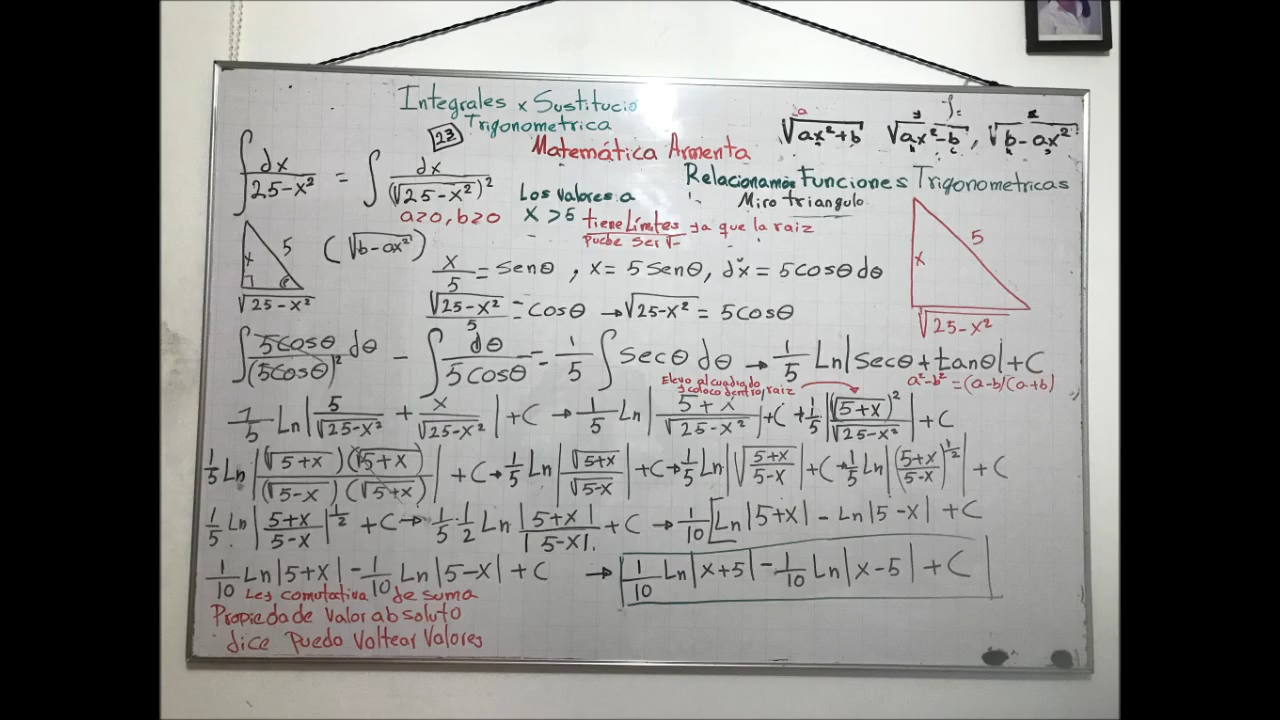 Integrales x Sustitucio
Trigonometrica
23
Matemática Armenta
a
√ax²+b √ax²-b , √b-ax²
∫ dx/25-x² = ∫ dx/(√25-x²)²
a>0, b>0
Los valores a
x >5
tiene Límites ya que la raiz
puede ser √-
Relacionamos Funciones Trigonometricas
Miro triangulo
x 5 √25-x²
(√b-ax²)
x/5 = senθ , x = 5 senθ, dx = 5cosθ dθ
√25-x²/5 = cosθ → √25-x² = 5cosθ
x 5 √25-x²
∫ 5cosθ/(5cosθ)² dθ - ∫ dθ/5cosθ = 1/5 ∫ secθ dθ → 1/5 Ln|secθ + tanθ| + C
Elevo al cuadrado
y coloco dentro/raiz
a²-b² = (a-b)(a+b)
1/5 Ln|5/√25-x² + x/√25-x²| + C → 1/5 Ln|5+x/√25-x²| + C → 1/5 |(√5+x)²/√25-x²| + C
1/5 Ln|(√5+x)(√5+x)/(√5-x)(√5+x)| + C → 1/5 Ln|√5+x/√5-x| + C → 1/5 Ln|√5+x/5-x| + C → 1/5 Ln|(5+x/5-x)^1/2| + C
1/5 Ln|5+x/5-x|^1/2 + C → 1/5 · 1/2 Ln |5+x|/|5-x| + C → 1/10 [Ln|5+x| - Ln|5-x| + C
1/10 Ln|5+x| - 1/10 Ln|5-x| + C → 1/10 Ln|x+5| - 1/10 Ln|x-5| + C
Ley comutativa de suma
Propiedade valor absoluto
dice puedo voltear valores